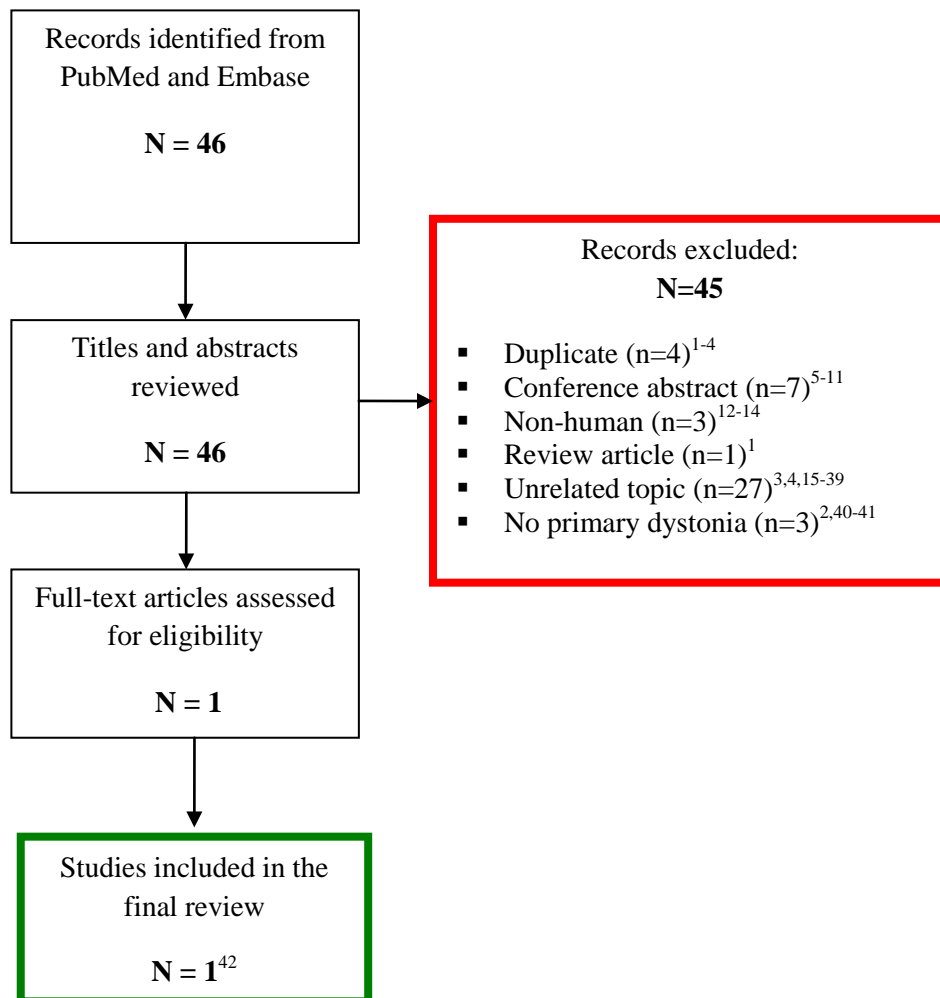 Records identified from
PubMed and Embase
N = 46
Titles and abstracts
reviewed
N = 46
Records excluded:
N=45
▪ Duplicate (n=4)1-4
▪ Conference abstract (n=7)5-11
▪ Non-human (n=3)12-14
▪ Review article (n=1)1
▪ Unrelated topic (n=27)3,4,15-39
▪ No primary dystonia (n=3)2,40-41
Full-text articles assessed
for eligibility
N = 1
Studies included in the
final review
N = 142